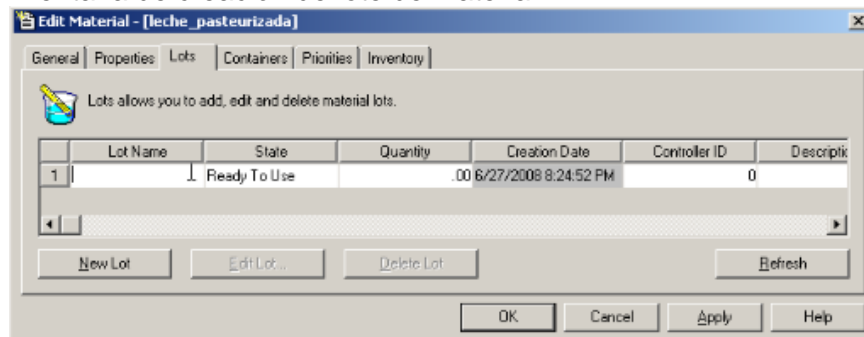 Edit Material - [leche_pasteurizada]
General Properties Lots Containers Priorities Inventory
Lots allows you to add, edit and delete material lots.
Lot Name State Quantity Creation Date Controller ID Descriptic
1 Ready To Use .00 6/27/2008 8:24:52 PM 0
New Lot Edit Lot... Delete Lot Refresh
OK Cancel Apply Help